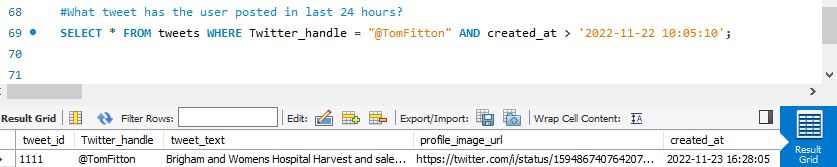 68 #What tweet has the user posted in last 24 hours?
69 SELECT * FROM tweets WHERE Twitter_handle = "@TomFitton" AND created_at > '2022-11-22 10:05:10';
70
71
Result Grid Filter Rows: Edit: Export/Import: Wrap Cell Content: IA
tweet_id Twitter_handle tweet_text profile_image_url created_at
1111 @TomFitton Brigham and Womens Hospital Harvest and sale... https://twitter.com/i/status/159486740764207... 2022-11-23 16:28:05
Result
Grid